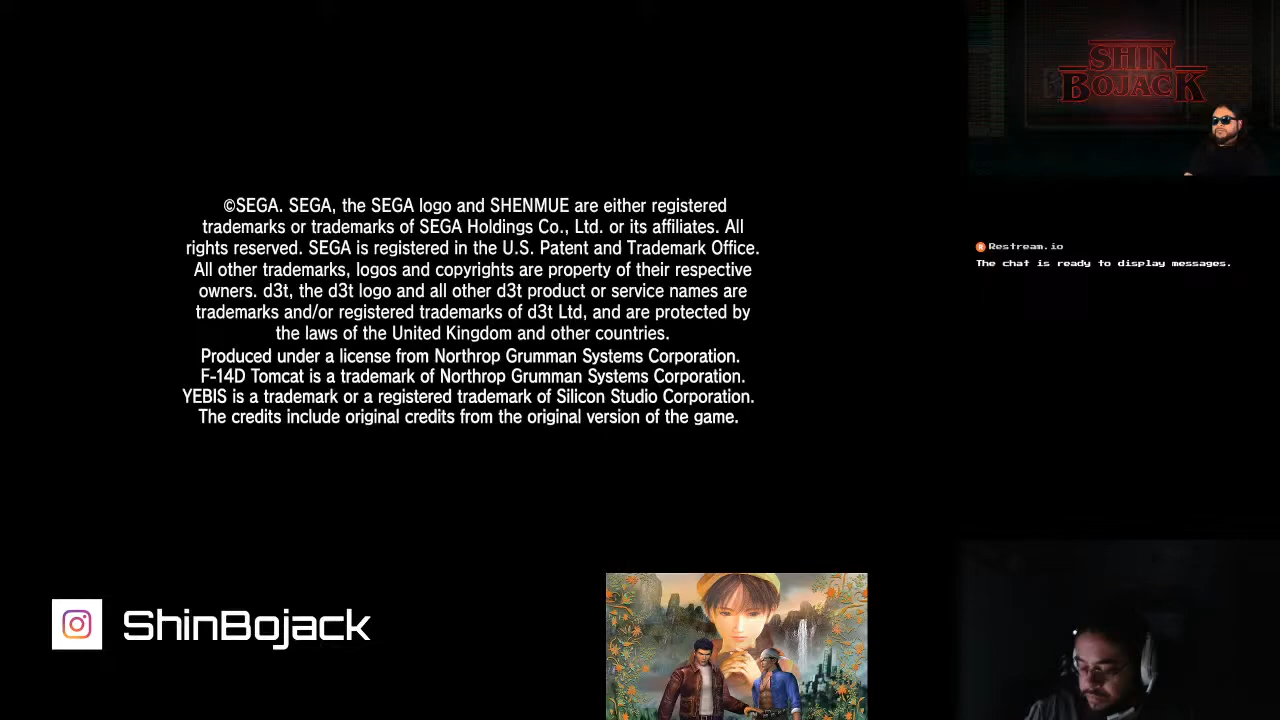 SHIN
BOJACK
©SEGA. SEGA, the SEGA logo and SHENMUE are either registered
trademarks or trademarks of SEGA Holdings Co., Ltd. or its affiliates. All
rights reserved. SEGA is registered in the U.S. Patent and Trademark Office.
All other trademarks, logos and copyrights are property of their respective
owners. d3t, the d3t logo and all other d3t product or service names are
trademarks and/or registered trademarks of d3t Ltd, and are protected by
the laws of the United Kingdom and other countries.
Produced under a license from Northrop Grumman Systems Corporation.
F-14D Tomcat is a trademark of Northrop Grumman Systems Corporation.
YEBIS is a trademark or a registered trademark of Silicon Studio Corporation.
The credits include original credits from the original version of the game.
R Restream.io
The chat is ready to display messages.
ShinBojack